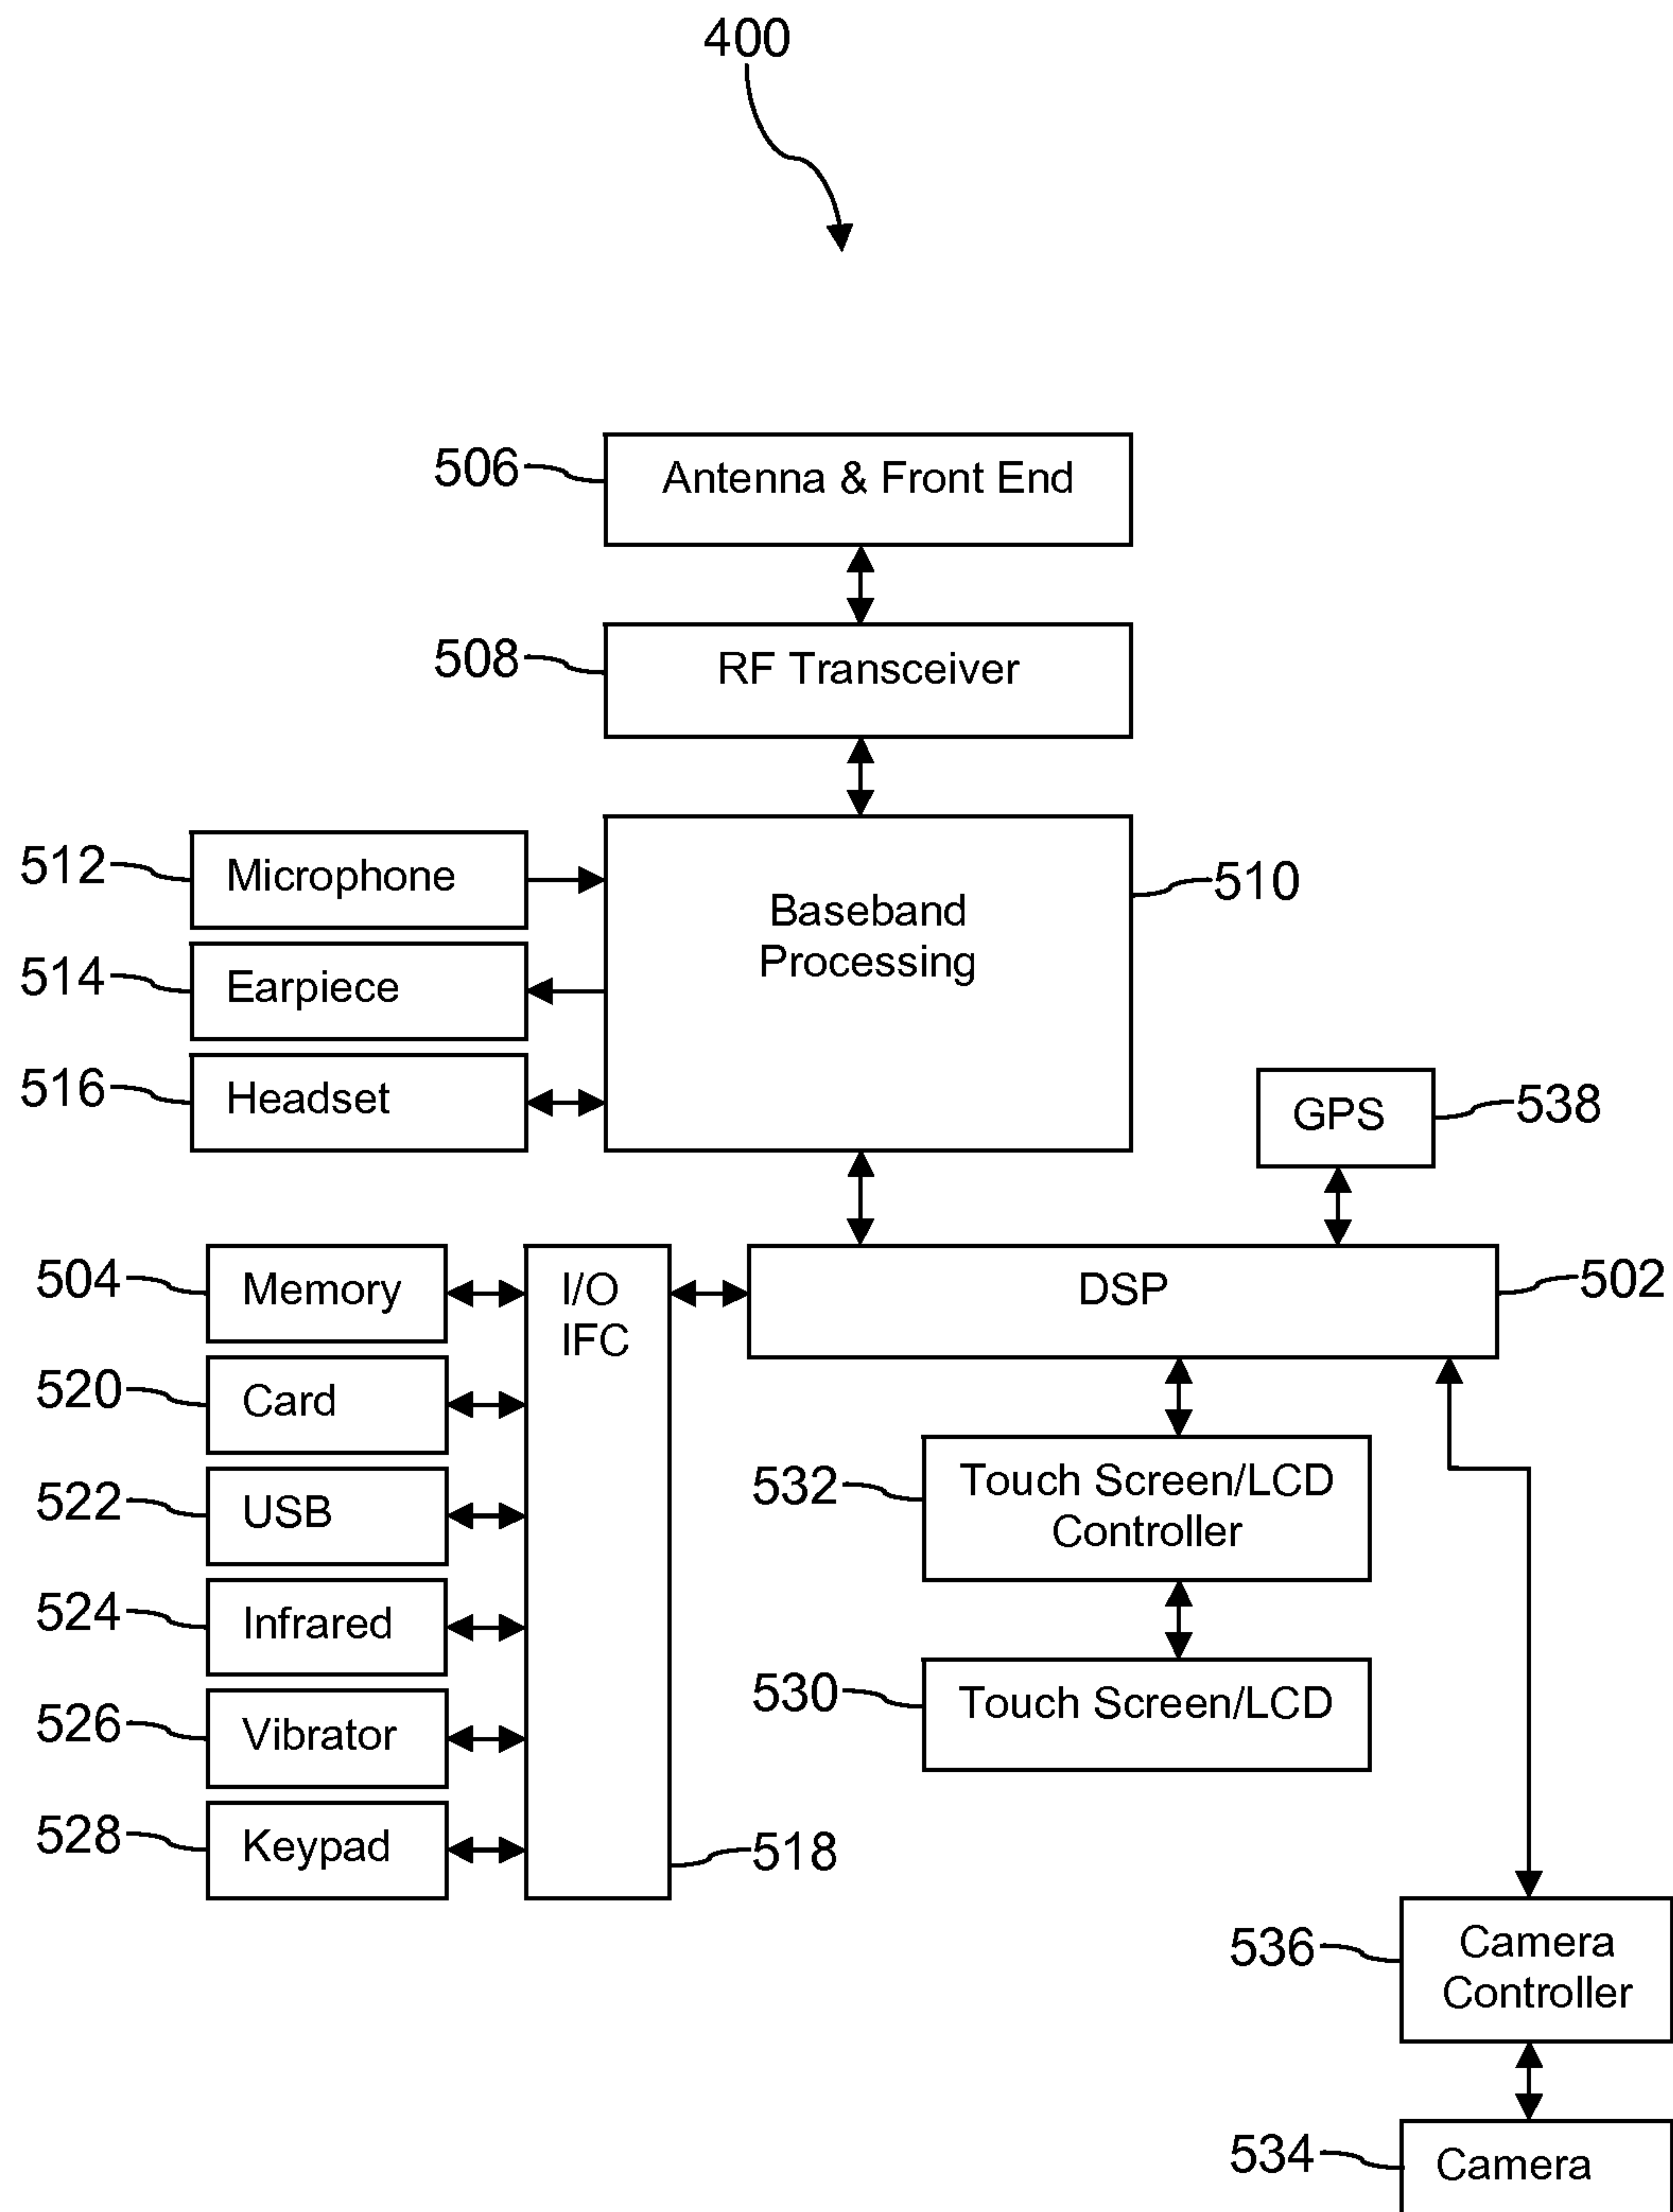 400
506
Antenna & Front End
508
RF Transceiver
512
Microphone
Baseband
Processing
510
514
Earpiece
516
Headset
GPS
538
504
Memory
I/O
IFC
DSP
502
520
Card
522
USB
532
Touch Screen/LCD
Controller
524
Infrared
526
Vibrator
530
Touch Screen/LCD
528
Keypad
518
536
Camera
Controller
534
Camera